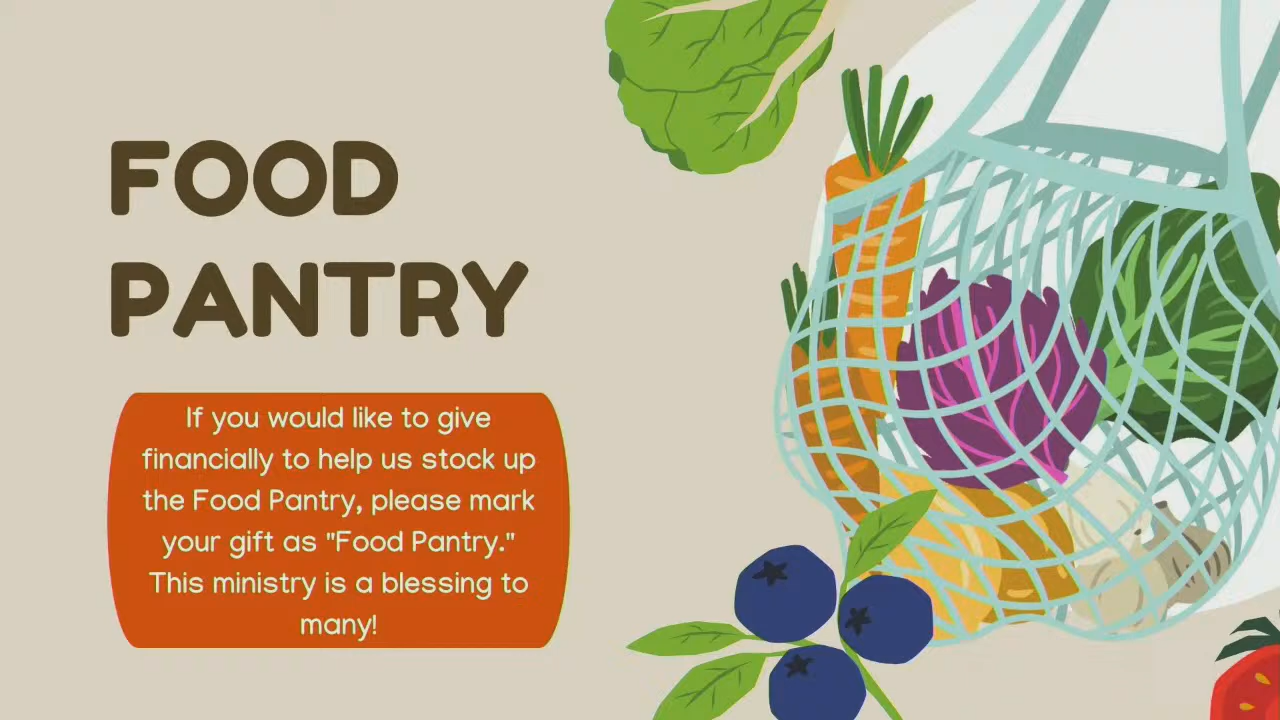 FOOD
PANTRY
If you would like to give
financially to help us stock up
the Food Pantry, please mark
your gift as "Food Pantry."
This ministry is a blessing to
many!